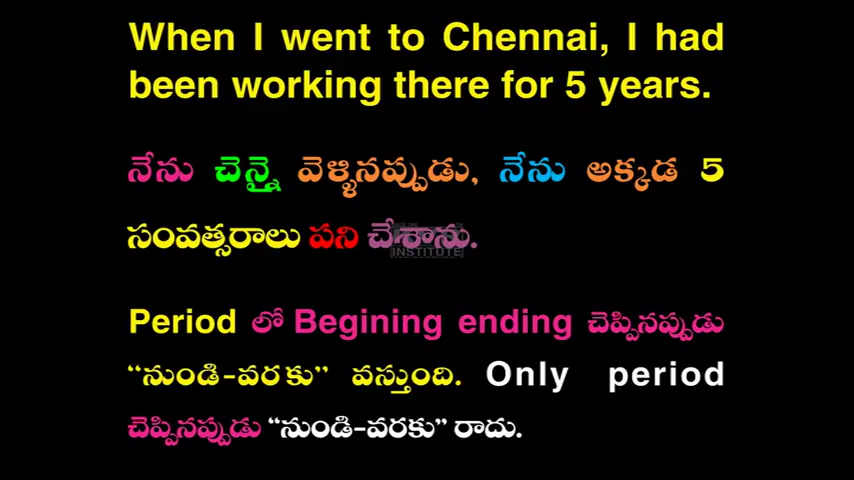 When I went to Chennai, I had
been working there for 5 years.
నేను చెన్నై వెళ్ళినప్పుడు, నేను అక్కడ 5
సంవత్సరాలు పని చేశాను.
INSTITUTE
Period లో Begining ending చెప్పినప్పుడు
“నుండి-వరకు” వస్తుంది. Only period
చెప్పినప్పుడు “నుండి-వరకు” రాదు.